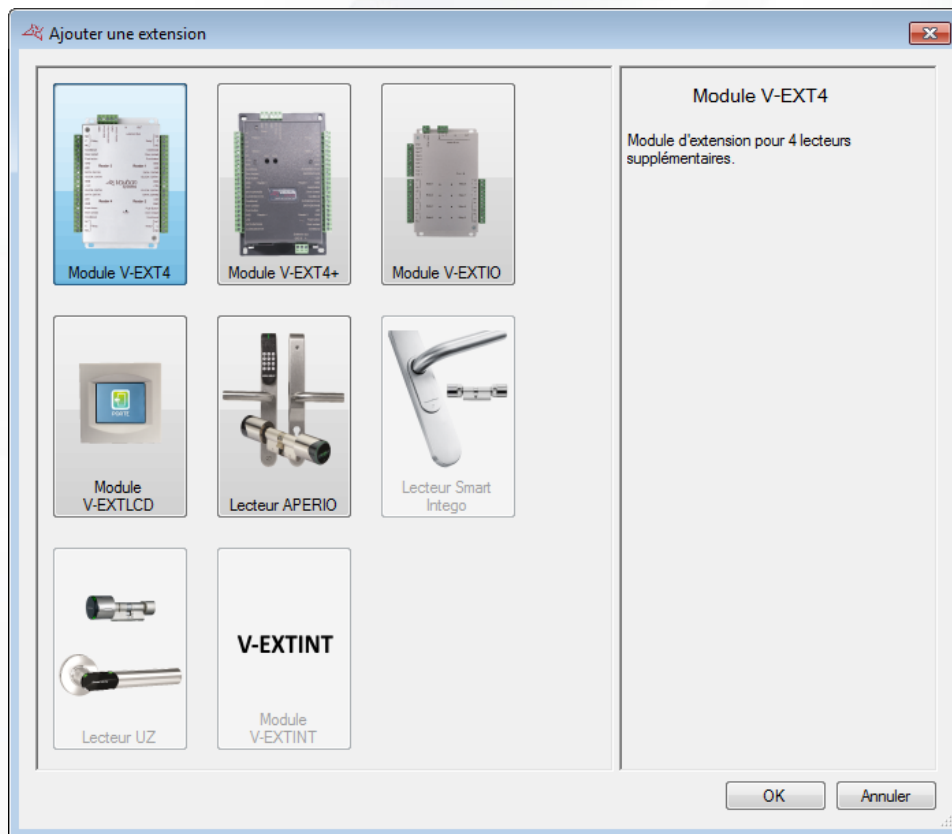 Ajouter une extension
Module V-EXT4
Module V-EXT4+
Module V-EXTIO
Module
V-EXTLCD
PORTE
Lecteur APERIO
Lecteur Smart
Intego
Lecteur UZ
V-EXTINT
Module
V-EXTINT
Module V-EXT4
Module d'extension pour 4 lecteurs
supplémentaires.
OK
Annuler